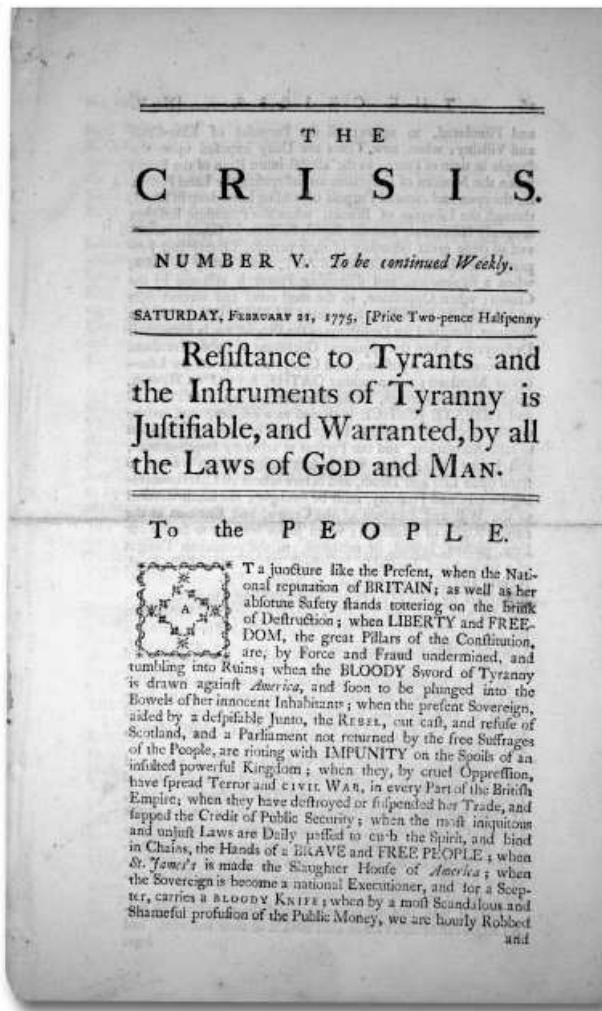 THE
CRISIS.
NUMBER V. To be continued Weekly.
SATURDAY, FEBRUARY 21, 1775. [Price Two-pence Halfpenny
Reſiſtance to Tyrants and
the Inſtruments of Tyranny is
Juſtifiable, and Warranted, by all
the Laws of GOD and MAN.
To the PEOPLE.
AT a juncture like the Preſent, when the Nati-
onal reputation of BRITAIN; as well as her
abſolute Safety ſtands tottering on the Brink
of Deſtruction; when LIBERTY and FREE-
DOM, the great Pillars of the Conſtitution,
are, by Force and Fraud undermined, and
tumbling into Ruins; when the BLOODY Sword of Tyranny
is drawn againſt America, and ſoon to be plunged into the
Bowels of her innocent Inhabitants; when the preſent Sovereign,
aided by a deſpiſable Junto, the REBEL, out caſt, and refuſe of
Scotland, and a Parliament not returned by the free Suffrages
of the People, are rioting with IMPUNITY on the Spoils of an
inſulted powerful Kingdom; when they, by cruel Oppreſſion,
have ſpread Terror and CIVIL WAR, in every Part of the Britiſh
Empire; when they have deſtroyed or ſuſpended her Trade, and
ſapped the Credit of Public Security; when the moſt iniquitous
and unjuſt Laws are Daily paſſed to curb the Spirit, and bind
in Chains, the Hands of a BRAVE and FREE PEOPLE; when
St. James's is made the Slaughter Houſe of America; when
the Sovereign is become a national Executioner, and for a Scep-
ter, carries a BLOODY KNIFE; when by a moſt Scandalous and
Shameful profuſion of the Public Money, we are hourly Robbed
and